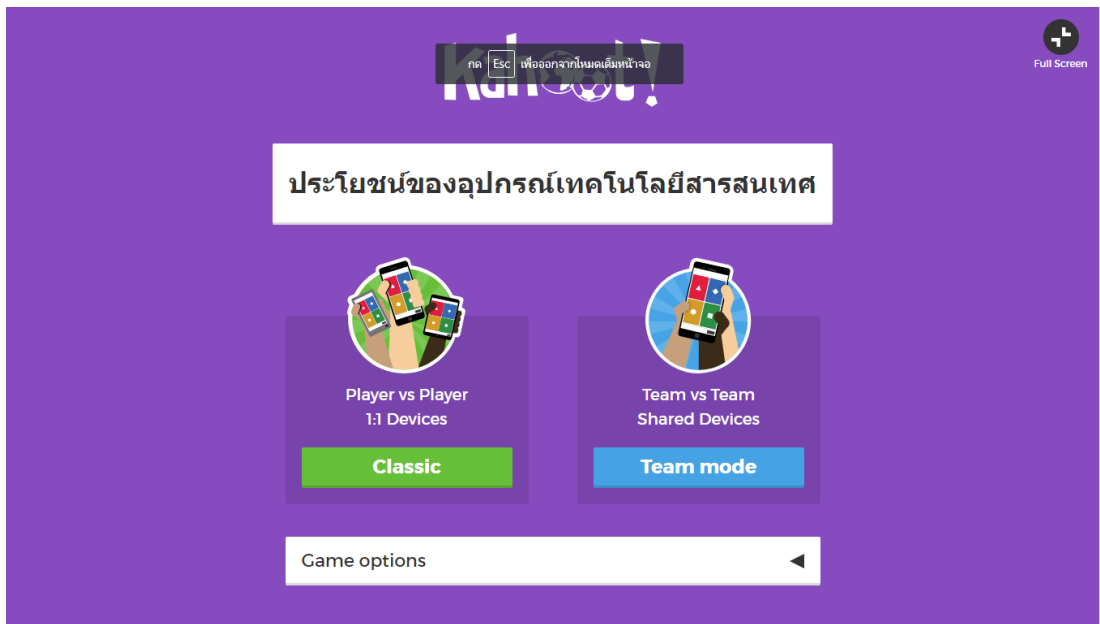 Kahoot!
กด Esc เพื่อออกจากโหมดเต็มหน้าจอ
Full Screen
ประโยชน์ของอุปกรณ์เทคโนโลยีสารสนเทศ
Player vs Player
1:1 Devices
Classic
Team vs Team
Shared Devices
Team mode
Game options